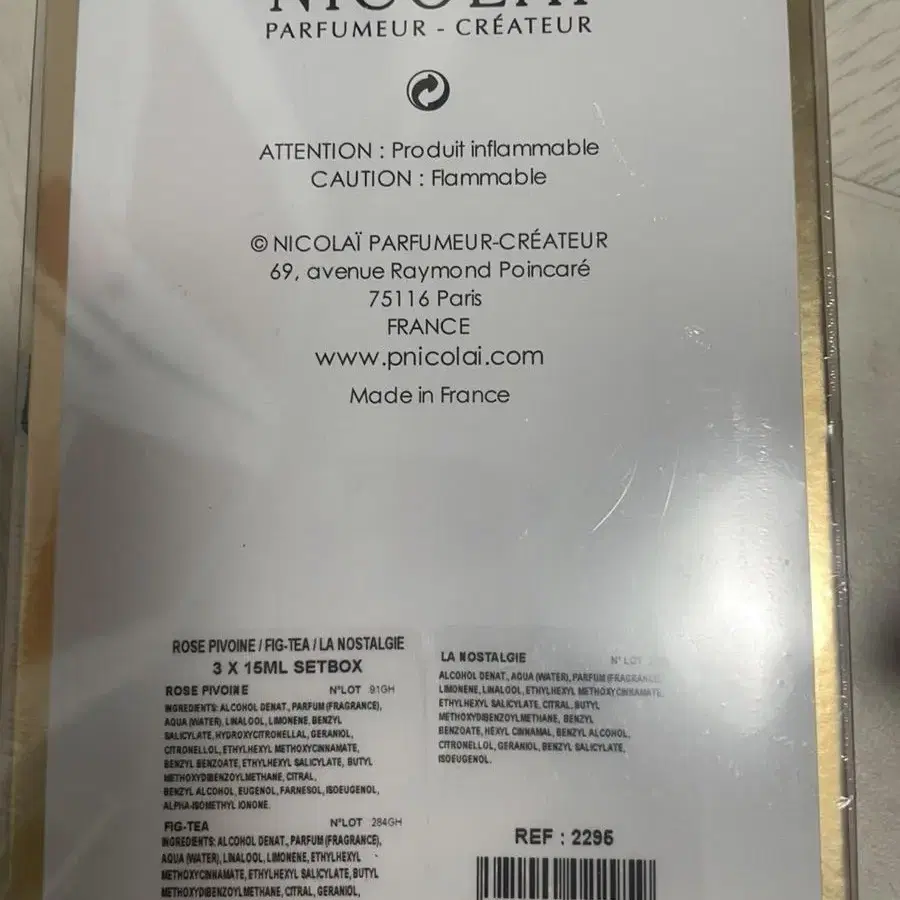 NICOLAÏ
PARFUMEUR - CRÉATEUR
ATTENTION : Produit inflammable
CAUTION : Flammable
© NICOLAÏ PARFUMEUR-CRÉATEUR
69, avenue Raymond Poincaré
75116 Paris
FRANCE
www.pnicolai.com
Made in France
ROSE PIVOINE / FIG-TEA / LA NOSTALGIE
3 X 15ML SETBOX
ROSE PIVOINE N°LOT 91GH
INGREDIENTS: ALCOHOL DENAT., PARFUM (FRAGRANCE),
AQUA (WATER), LINALOOL, LIMONENE, BENZYL
SALICYLATE, HYDROXYCITRONELLAL, GERANIOL,
CITRONELLOL, ETHYLHEXYL METHOXYCINNAMATE,
BENZYL BENZOATE, ETHYLHEXYL SALICYLATE, BUTYL
METHOXYDIBENZOYLMETHANE, CITRAL,
BENZYL ALCOHOL, EUGENOL, FARNESOL, ISOEUGENOL,
ALPHA-ISOMETHYL IONONE.
FIG-TEA N°LOT 284GH
INGREDIENTS: ALCOHOL DENAT., PARFUM (FRAGRANCE),
AQUA (WATER), LINALOOL, LIMONENE, ETHYLHEXYL
METHOXYCINNAMATE, ETHYLHEXYL SALICYLATE, BUTYL
METHOXYDIBENZOYLMETHANE, CITRAL, GERANIOL,
LA NOSTALGIE N°LOT
ALCOHOL DENAT., AQUA (WATER), PARFUM (FRAGRANCE),
LIMONENE, LINALOOL, ETHYLHEXYL METHOXYCINNAMATE,
ETHYLHEXYL SALICYLATE, CITRAL, BUTYL
METHOXYDIBENZOYLMETHANE, BENZYL
BENZOATE, HEXYL CINNAMAL, BENZYL ALCOHOL,
CITRONELLOL, GERANIOL, BENZYL SALICYLATE,
ISOEUGENOL.
REF : 2295